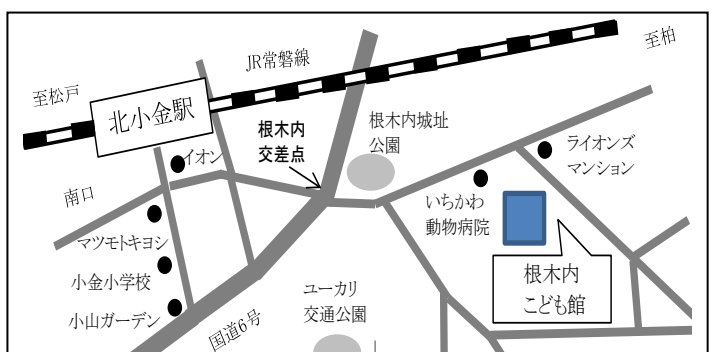 JR常磐線
至柏
至松戸
北小金駅
根木内
交差点
根木内城址
公園
ライオンズ
マンション
イオン
南口
いちかわ
動物病院
マツモトキヨシ
小金小学校
小山ガーデン
根木内
こども館
ユーカリ
交通公園
国道6号